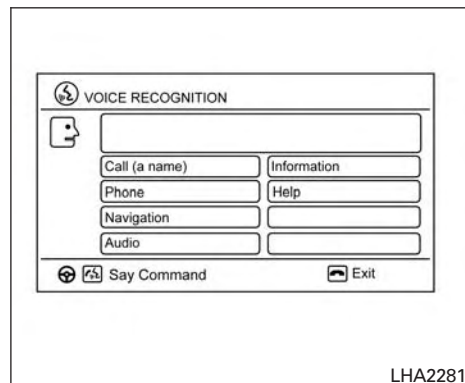 VOICE RECOGNITION
Call (a name) Information
Phone Help
Navigation
Audio
Say Command Exit
LHA2281